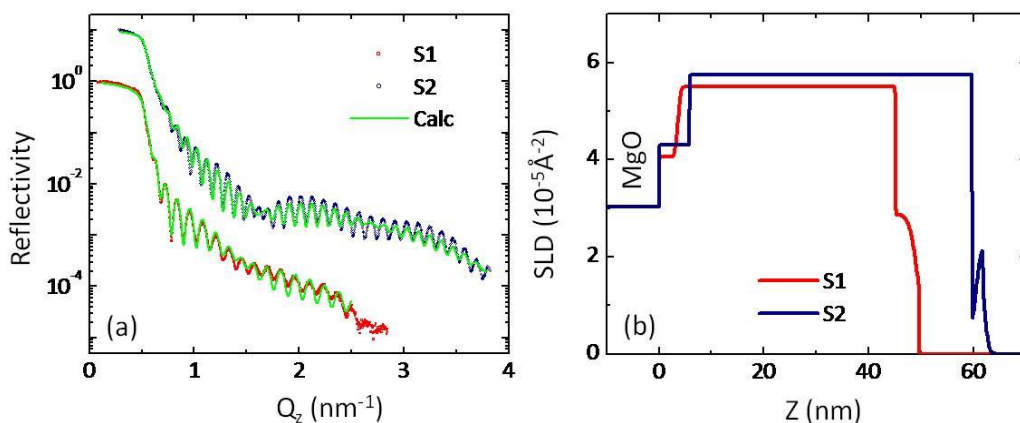 S1
S2
Calc
10⁰
10⁻²
10⁻⁴
Reflectivity
(a)
0 1 2 3 4
Q_z (nm⁻¹)
6
4
2
0
SLD (10⁻⁵Å⁻²)
MgO
S1
S2
(b)
0 20 40 60
Z (nm)